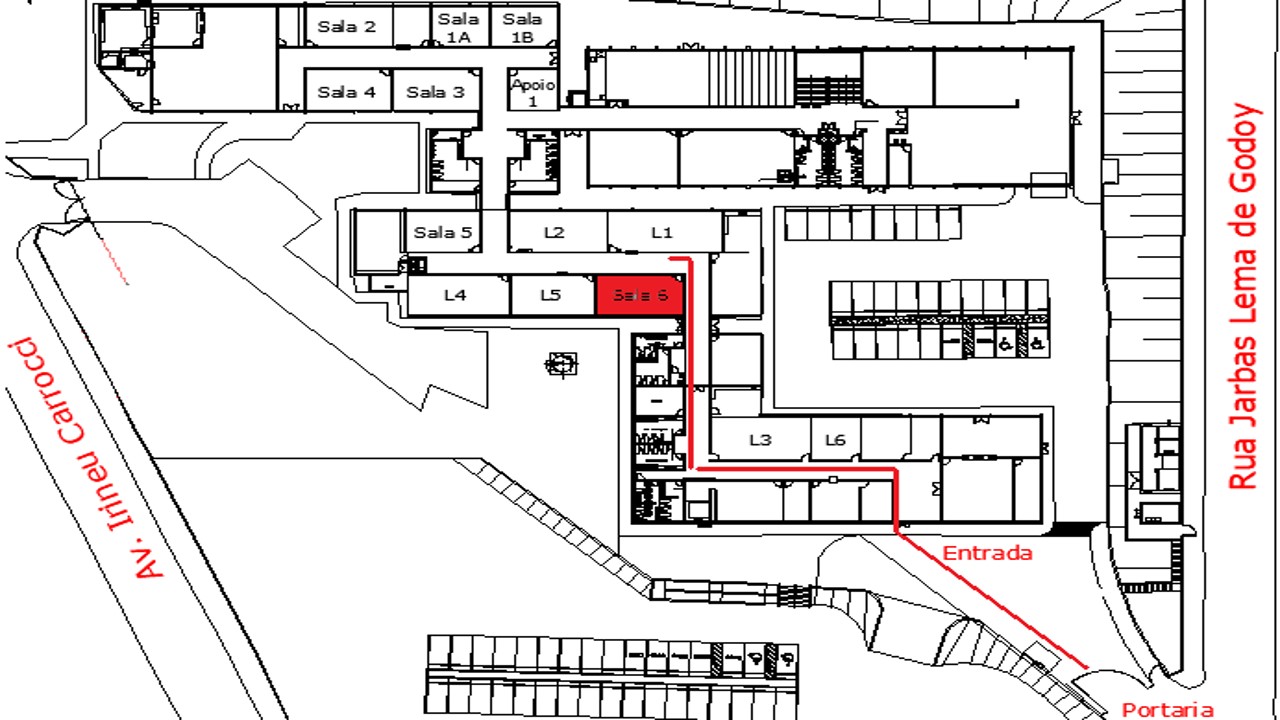 Sala 2
Sala
1A
Sala
1B
Sala 4
Sala 3
Apoio
1
Sala 5
L2
L1
L4
L5
Sala 6
L3
L6
Entrada
Portaria
Av. Irineu Carrocci
Rua Jarbas Lema de Godoy